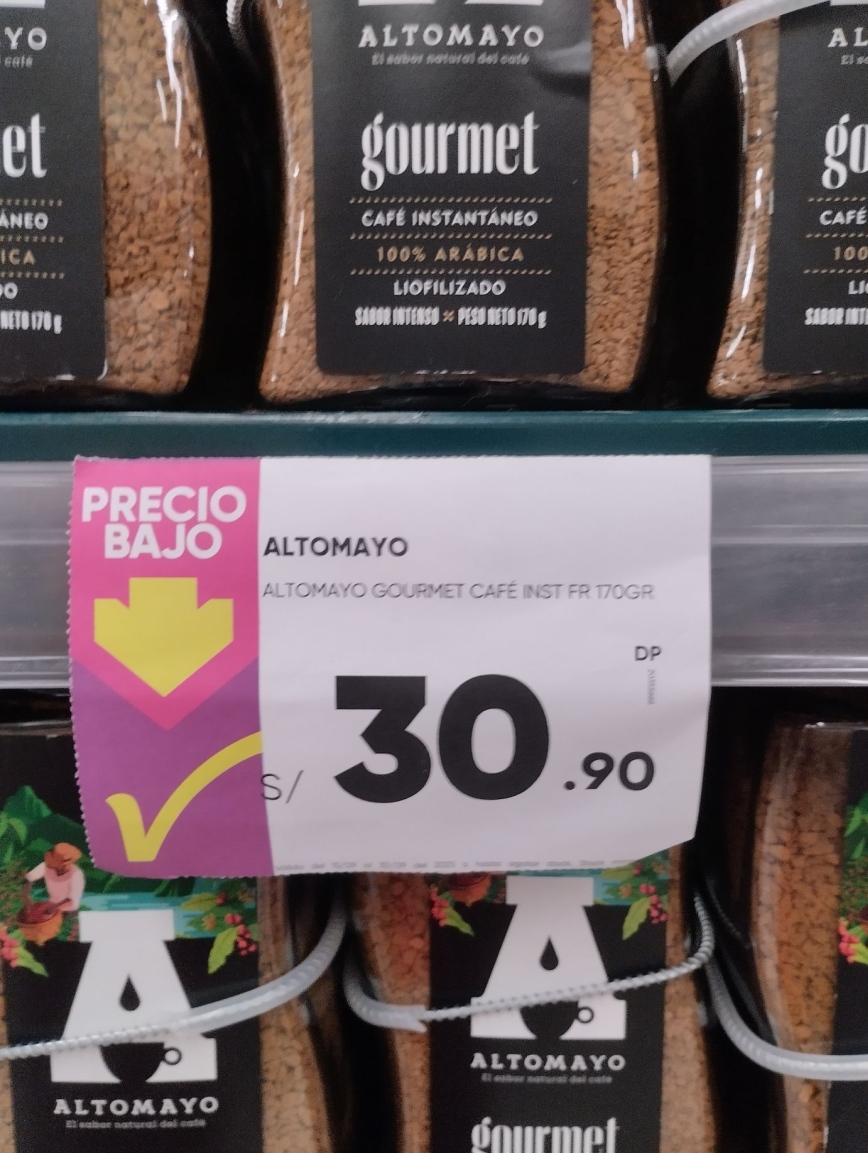 YO
café
ALTOMAYO
El sabor natural del café
AL
gourmet
et
go
CAFÉ INSTANTÁNEO
ÁNEO
CAFÉ
100% ARÁBICA
ICA
100
LIOFILIZADO
DO
LI
SABOR INTENSO PESO NETO 170 g
NETO 170 g
SABOR INT
PRECIO
BAJO
ALTOMAYO
ALTOMAYO GOURMET CAFÉ INST FR 170GR
DP
S/ 30.90
ALTOMAYO
El sabor natural del café
ALTOMAYO
El sabor natural del café
gourmet